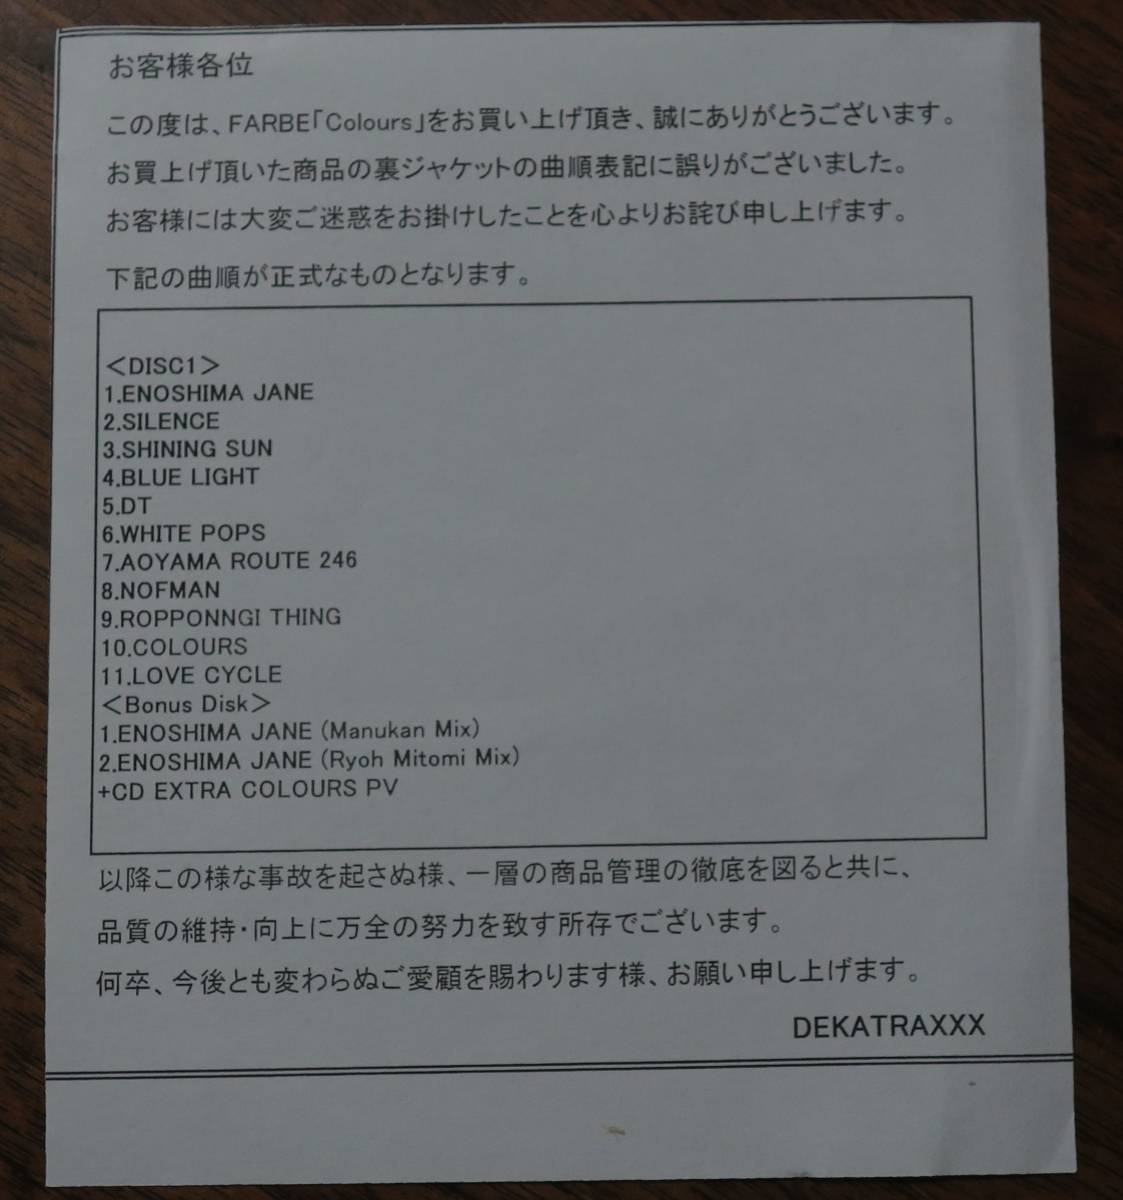 お客様各位
この度は、FARBE「Colours」をお買い上げ頂き、誠にありがとうございます。
お買上げ頂いた商品の裏ジャケットの曲順表記に誤りがございました。
お客様には大変ご迷惑をお掛けしたことを心よりお詫び申し上げます。
下記の曲順が正式なものとなります。
＜DISC1＞
1.ENOSHIMA JANE
2.SILENCE
3.SHINING SUN
4.BLUE LIGHT
5.DT
6.WHITE POPS
7.AOYAMA ROUTE 246
8.NOFMAN
9.ROPPONNGI THING
10.COLOURS
11.LOVE CYCLE
＜Bonus Disk＞
1.ENOSHIMA JANE (Manukan Mix)
2.ENOSHIMA JANE (Ryoh Mitomi Mix)
+CD EXTRA COLOURS PV
以降この様な事故を起さぬ様、一層の商品管理の徹底を図ると共に、
品質の維持・向上に万全の努力を致す所存でございます。
何卒、今後とも変わらぬご愛顧を賜わります様、お願い申し上げます。
DEKATRAXXX